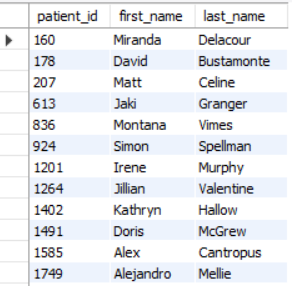 patient_id first_name last_name
160 Miranda Delacour
178 David Bustamonte
207 Matt Celine
613 Jaki Granger
836 Montana Vimes
924 Simon Spellman
1201 Irene Murphy
1264 Jillian Valentine
1402 Kathryn Hallow
1491 Doris McGrew
1585 Alex Cantropus
1749 Alejandro Mellie